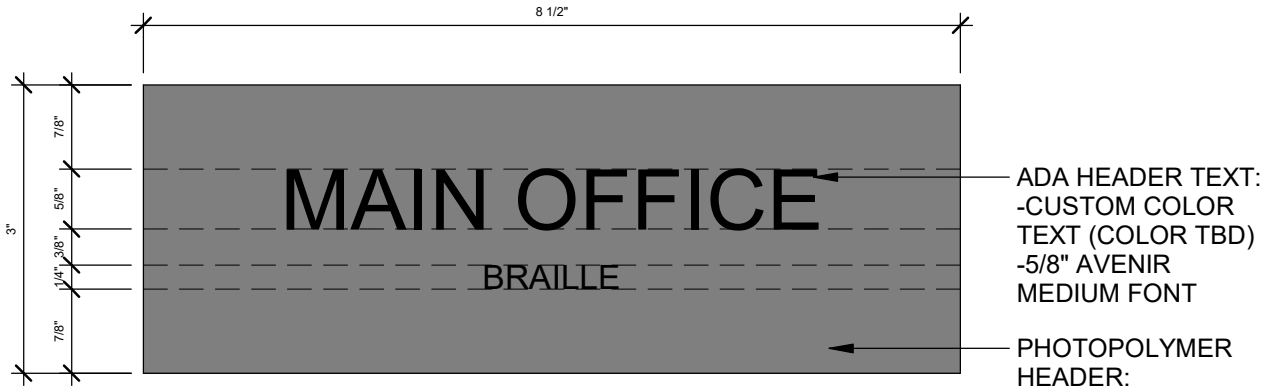 8 1/2"
3"
7/8"
5/8"
3/8"
1/4"
7/8"
MAIN OFFICE
BRAILLE
ADA HEADER TEXT:
-CUSTOM COLOR
TEXT (COLOR TBD)
-5/8" AVENIR
MEDIUM FONT
PHOTOPOLYMER
HEADER: